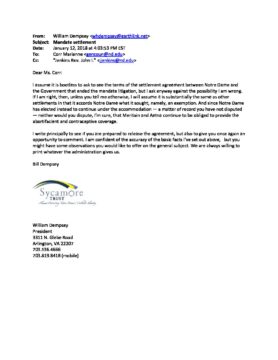 From: William Dempsey <whdempsey@earthlink.net>
Subject: Mandate settlement
Date: January 12, 2018 at 4:03:53 PM EST
To: Corr Marianne <
Cc: "Jenkins Rev. John I." <jenkins@nd.edu>
Dear Ms. Corr:
I assume it is bootless to ask to see the terms of the settlement agreement between Notre Dame and
the Government that ended the mandate litigation, but I ask anyway against the possibility I am wrong.
If I am right, then, unless you tell me otherwise, I will assume it is substantially the same as other
settlements in that it accords Notre Dame what it sought, namely, an exemption. And since Notre Dame
has elected instead to continue under the accommodation — a matter of record you have not disputed
— neither would you dispute, I'm sure, that Meritain and Aetna continue to be obliged to provide the
abortifacient and contraceptive coverage.
I write principally to see if you are prepared to release the agreement, but also to give you once again an
opportunity to comment. I am confident of the accuracy of the basic facts I've set out above, but you
might have some observations you would like to offer on the general subject. We are always willing to
print whatever the administration gives us.
Bill Dempsey
Sycamore
TRUST
William Dempsey
President
3311 N. Glebe Road
Arlington, VA 22207
703.819.8418 (mobile)